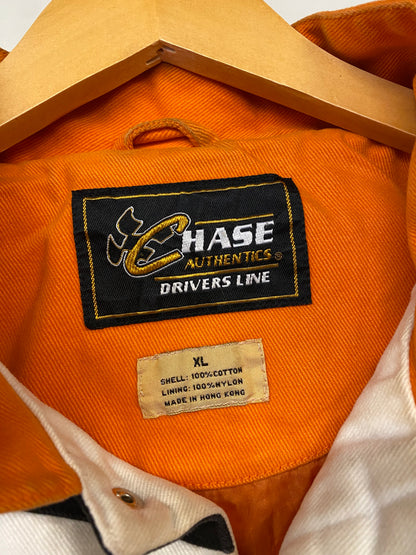 CHASE
AUTHENTICS®
DRIVERS LINE
XL
SHELL: 100% COTTON
LINING: 100% NYLON
MADE IN HONG KONG